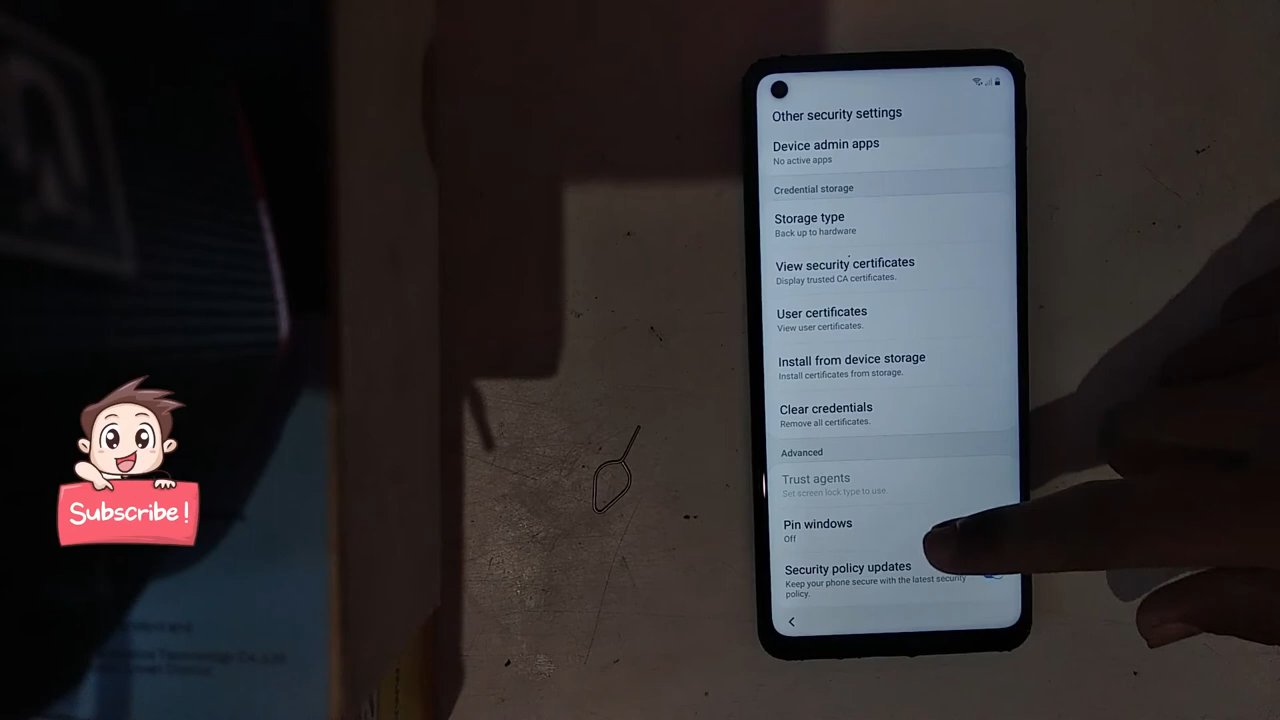 Other security settings
Device admin apps
No active apps
Credential storage
Storage type
Back up to hardware
View security certificates
Display trusted CA certificates.
User certificates
View user certificates.
Install from device storage
Install certificates from storage.
Clear credentials
Remove all certificates.
Advanced
Trust agents
Set screen lock type to use.
Pin windows
Off
Security policy updates
Keep your phone secure with the latest security
policy.
Subscribe!